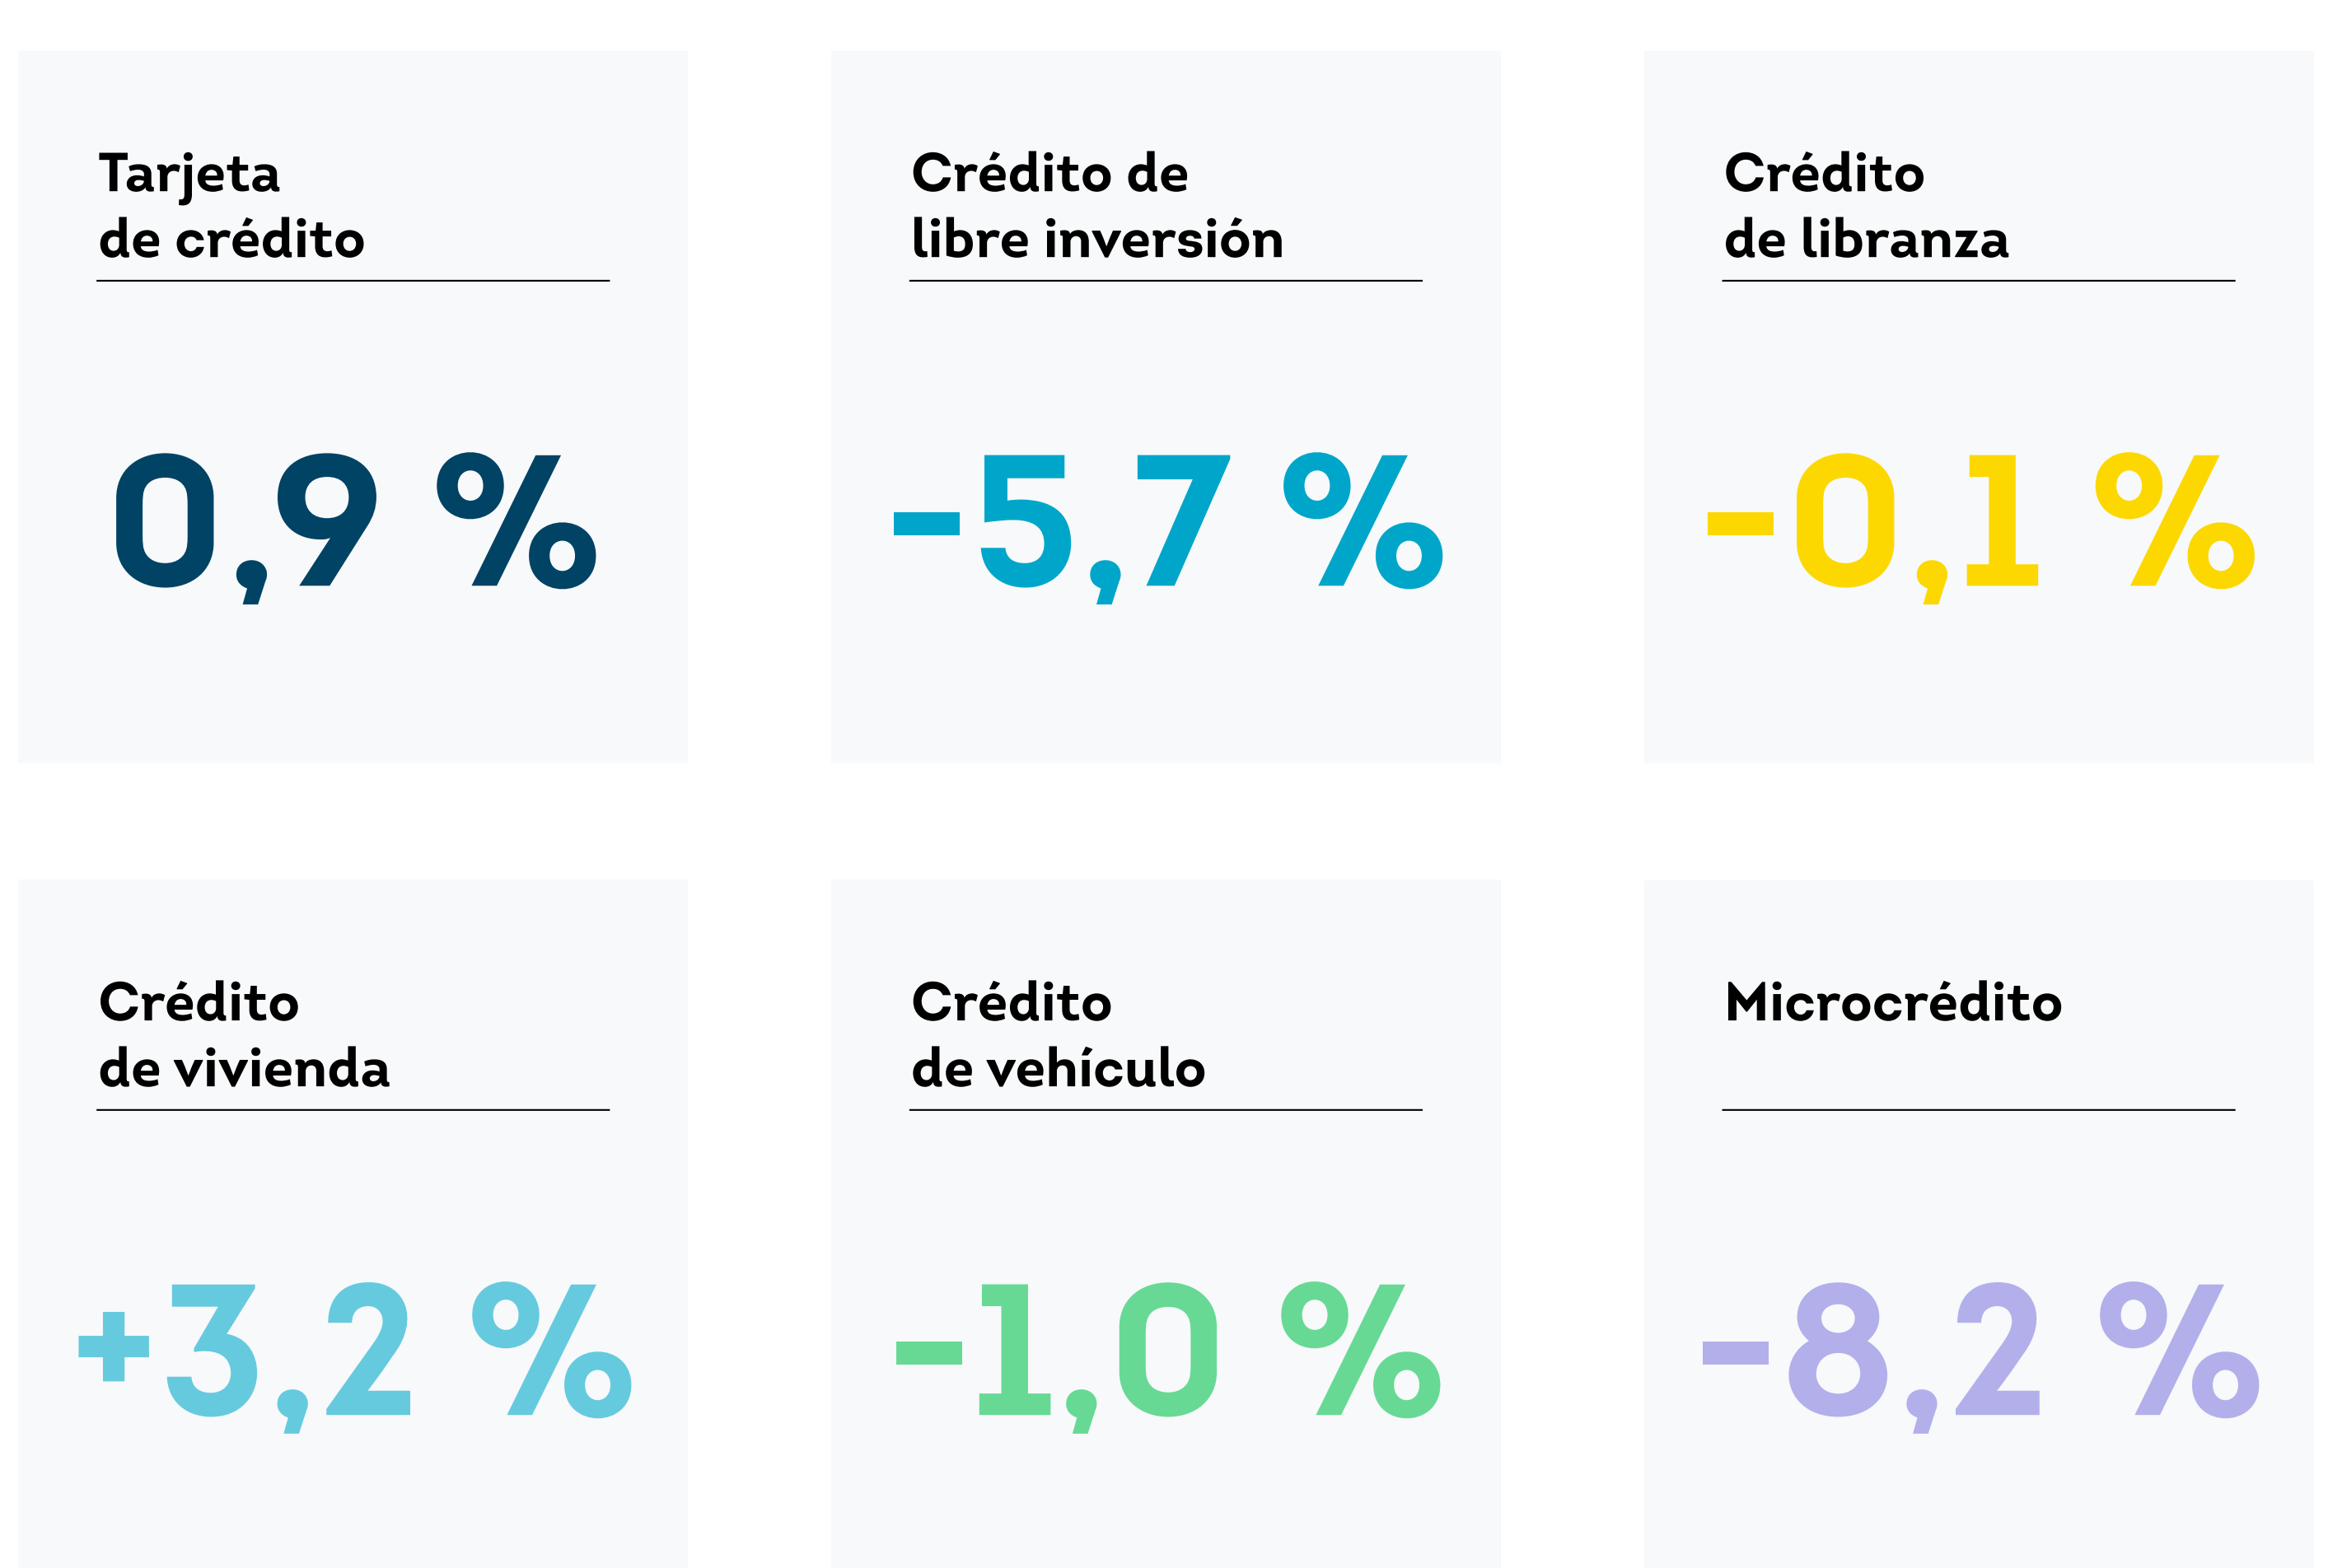 Tarjeta
de crédito
0,9 %
Crédito de
libre inversión
-5,7 %
Crédito
de libranza
-0,1 %
Crédito
de vivienda
+3,2 %
Crédito
de vehículo
-1,0 %
Microcrédito
-8,2 %